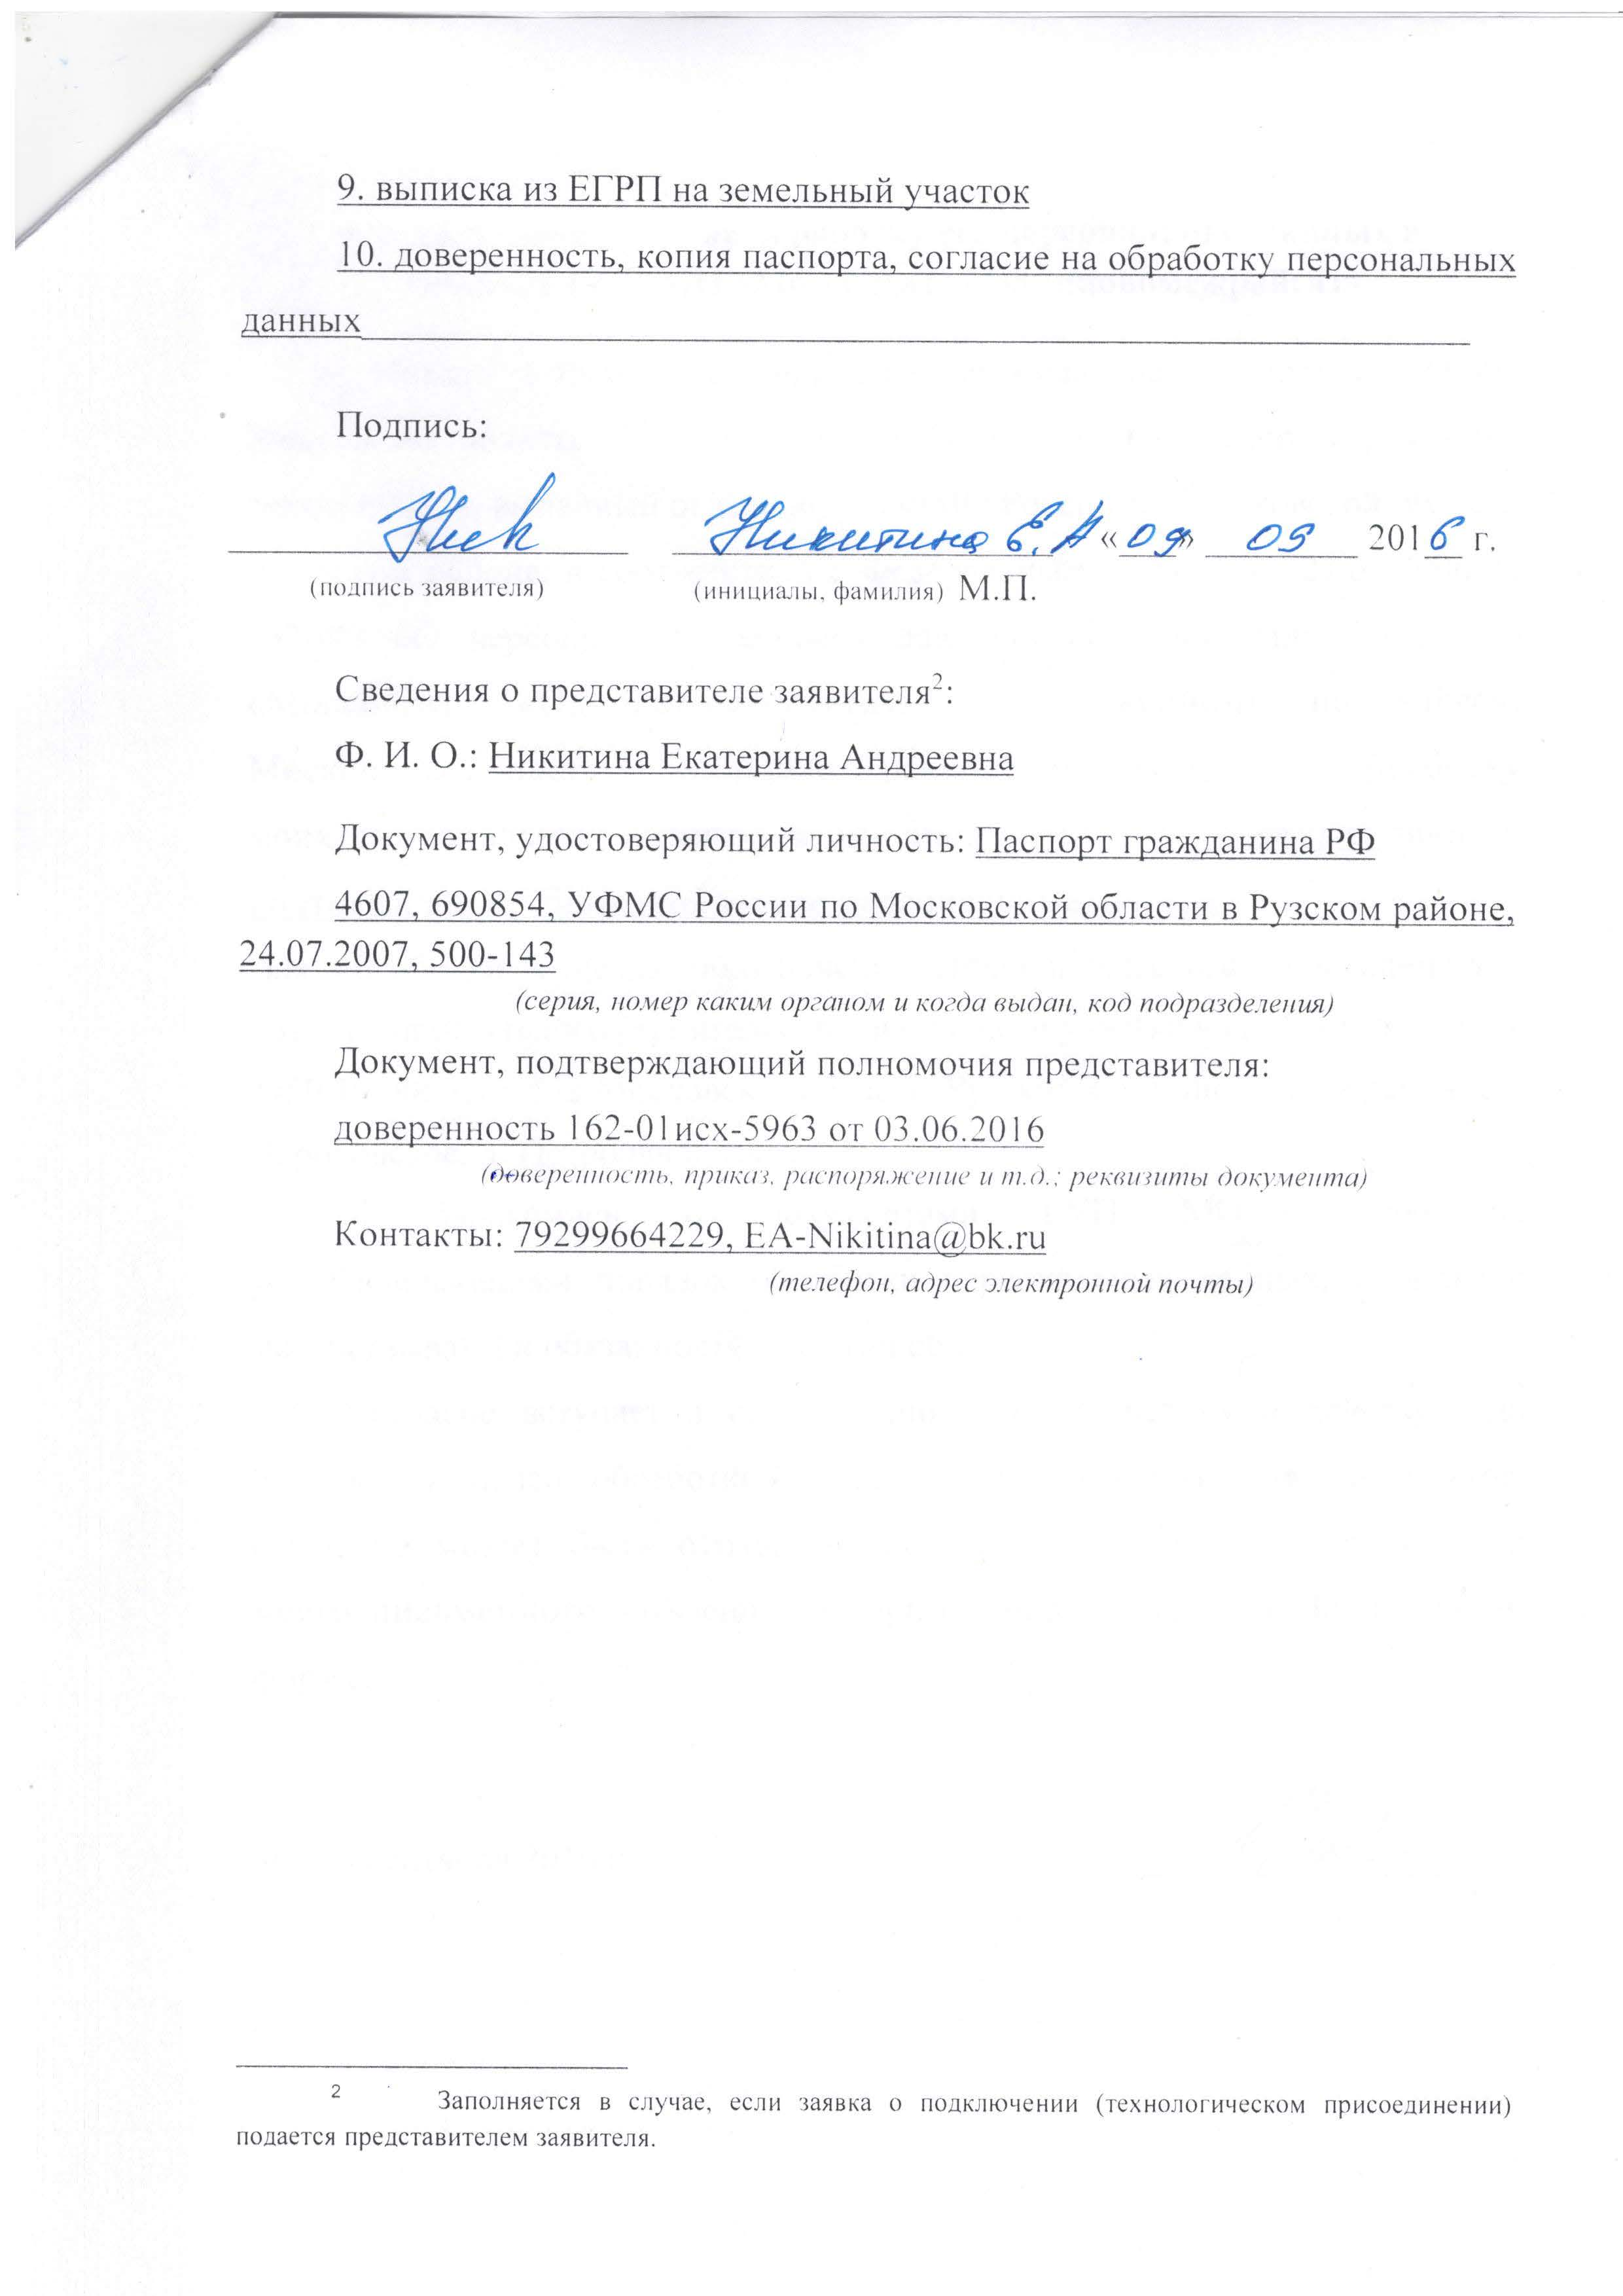 9. выписка из ЕГРП на земельный участок
10. доверенность, копия паспорта, согласие на обработку персональных
данных
Подпись:
Ник Никитина Е.А «09» 09 2016 г.
(подпись заявителя) (инициалы, фамилия) М.П.
Сведения о представителе заявителя2:
Ф. И. О.: Никитина Екатерина Андреевна
Документ, удостоверяющий личность: Паспорт гражданина РФ
4607, 690854, УФМС России по Московской области в Рузском районе,
24.07.2007, 500-143
(серия, номер каким органом и когда выдан, код подразделения)
Документ, подтверждающий полномочия представителя:
доверенность 162-01исх-5963 от 03.06.2016
(доверенность, приказ, распоряжение и т.д.; реквизиты документа)
Контакты: 79299664229, EA-Nikitina@bk.ru
(телефон, адрес электронной почты)
2 Заполняется в случае, если заявка о подключении (технологическом присоединении)
подается представителем заявителя.